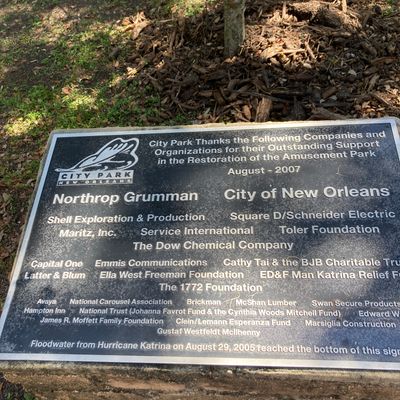 CITY PARK
NEW ORLEANS
City Park Thanks the Following Companies and
Organizations for their Outstanding Support
in the Restoration of the Amusement Park
August - 2007
Northrop Grumman City of New Orleans
Shell Exploration & Production Square D/Schneider Electric
Maritz, Inc. Service International Toler Foundation
The Dow Chemical Company
Capital One Emmis Communications Cathy Tai & the BJB Charitable Tru
Latter & Blum Ella West Freeman Foundation ED&F Man Katrina Relief F
The 1772 Foundation
Avaya National Carousel Association Brickman McShan Lumber Swan Secure Products
Hampton Inn National Trust (Johanna Favrot Fund & the Cynthia Woods Mitchell Fund) Edward W
James R. Moffett Family Foundation Clein/Lemann Esperanza Fund Marsiglia Construction
Gustaf Westfeldt McIlhenny
Floodwater from Hurricane Katrina on August 29, 2005 reached the bottom of this sign